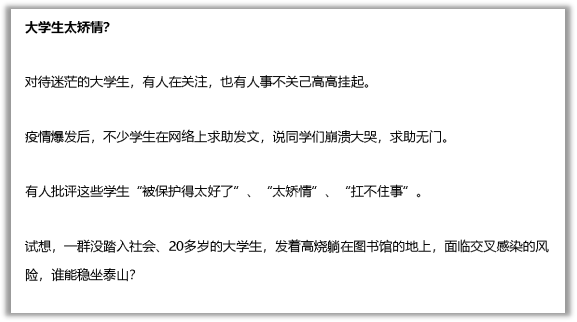 大学生太矫情？
对待迷茫的大学生，有人在关注，也有人事不关己高高挂起。
疫情爆发后，不少学生在网络上求助发文，说同学们崩溃大哭，求助无门。
有人批评这些学生“被保护得太好了”、“太矫情”、“扛不住事”。
试想，一群没踏入社会、20多岁的大学生，发着高烧躺在图书馆的地上，面临交叉感染的风
险，谁能稳坐泰山？